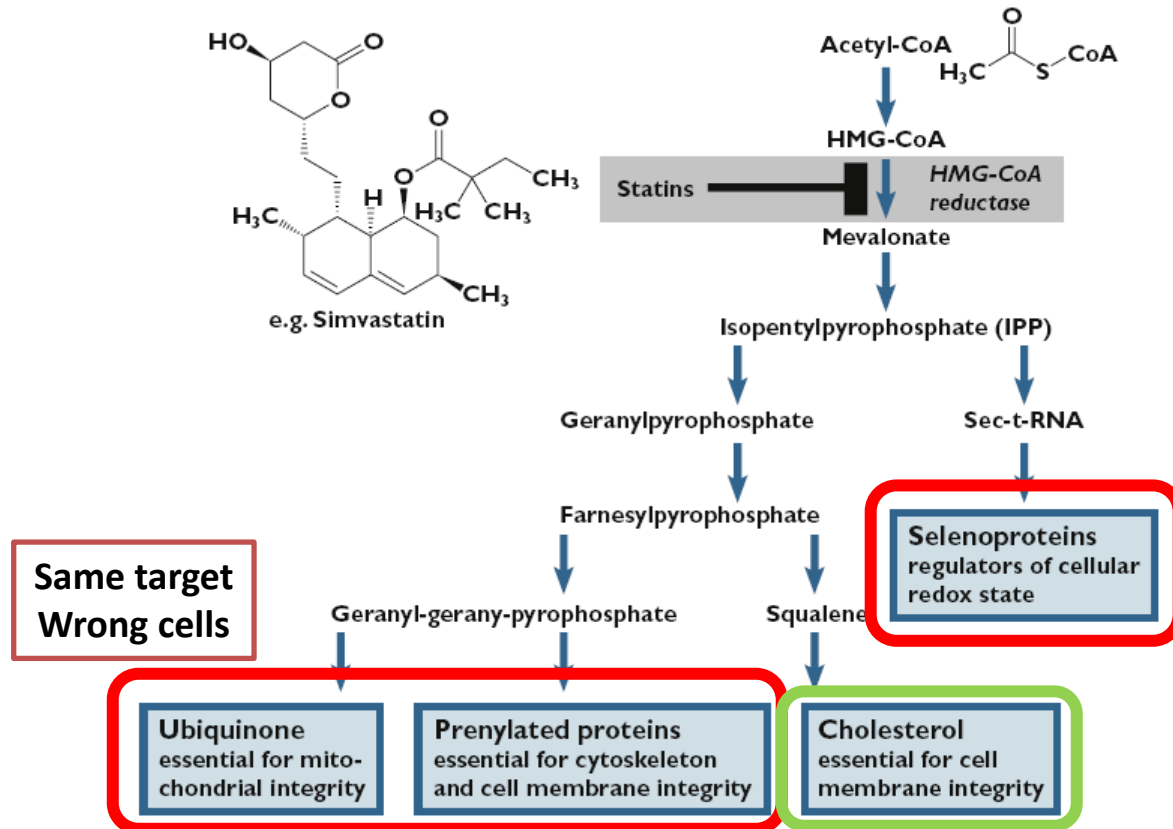 HO
O
O
O
O
H
H₃C
CH₃
H₃C
CH₃
CH₃
e.g. Simvastatin
Acetyl-CoA
O
H₃C
S
CoA
HMG-CoA
Statins
HMG-CoA
reductase
Mevalonate
Isopentylpyrophosphate (IPP)
Geranylpyrophosphate
Sec-t-RNA
Farnesylpyrophosphate
Selenoproteins
regulators of cellular
redox state
Same target
Wrong cells
Geranyl-gerany-pyrophosphate
Squalene
Ubiquinone
essential for mito-
chondrial integrity
Prenylated proteins
essential for cytoskeleton
and cell membrane integrity
Cholesterol
essential for cell
membrane integrity